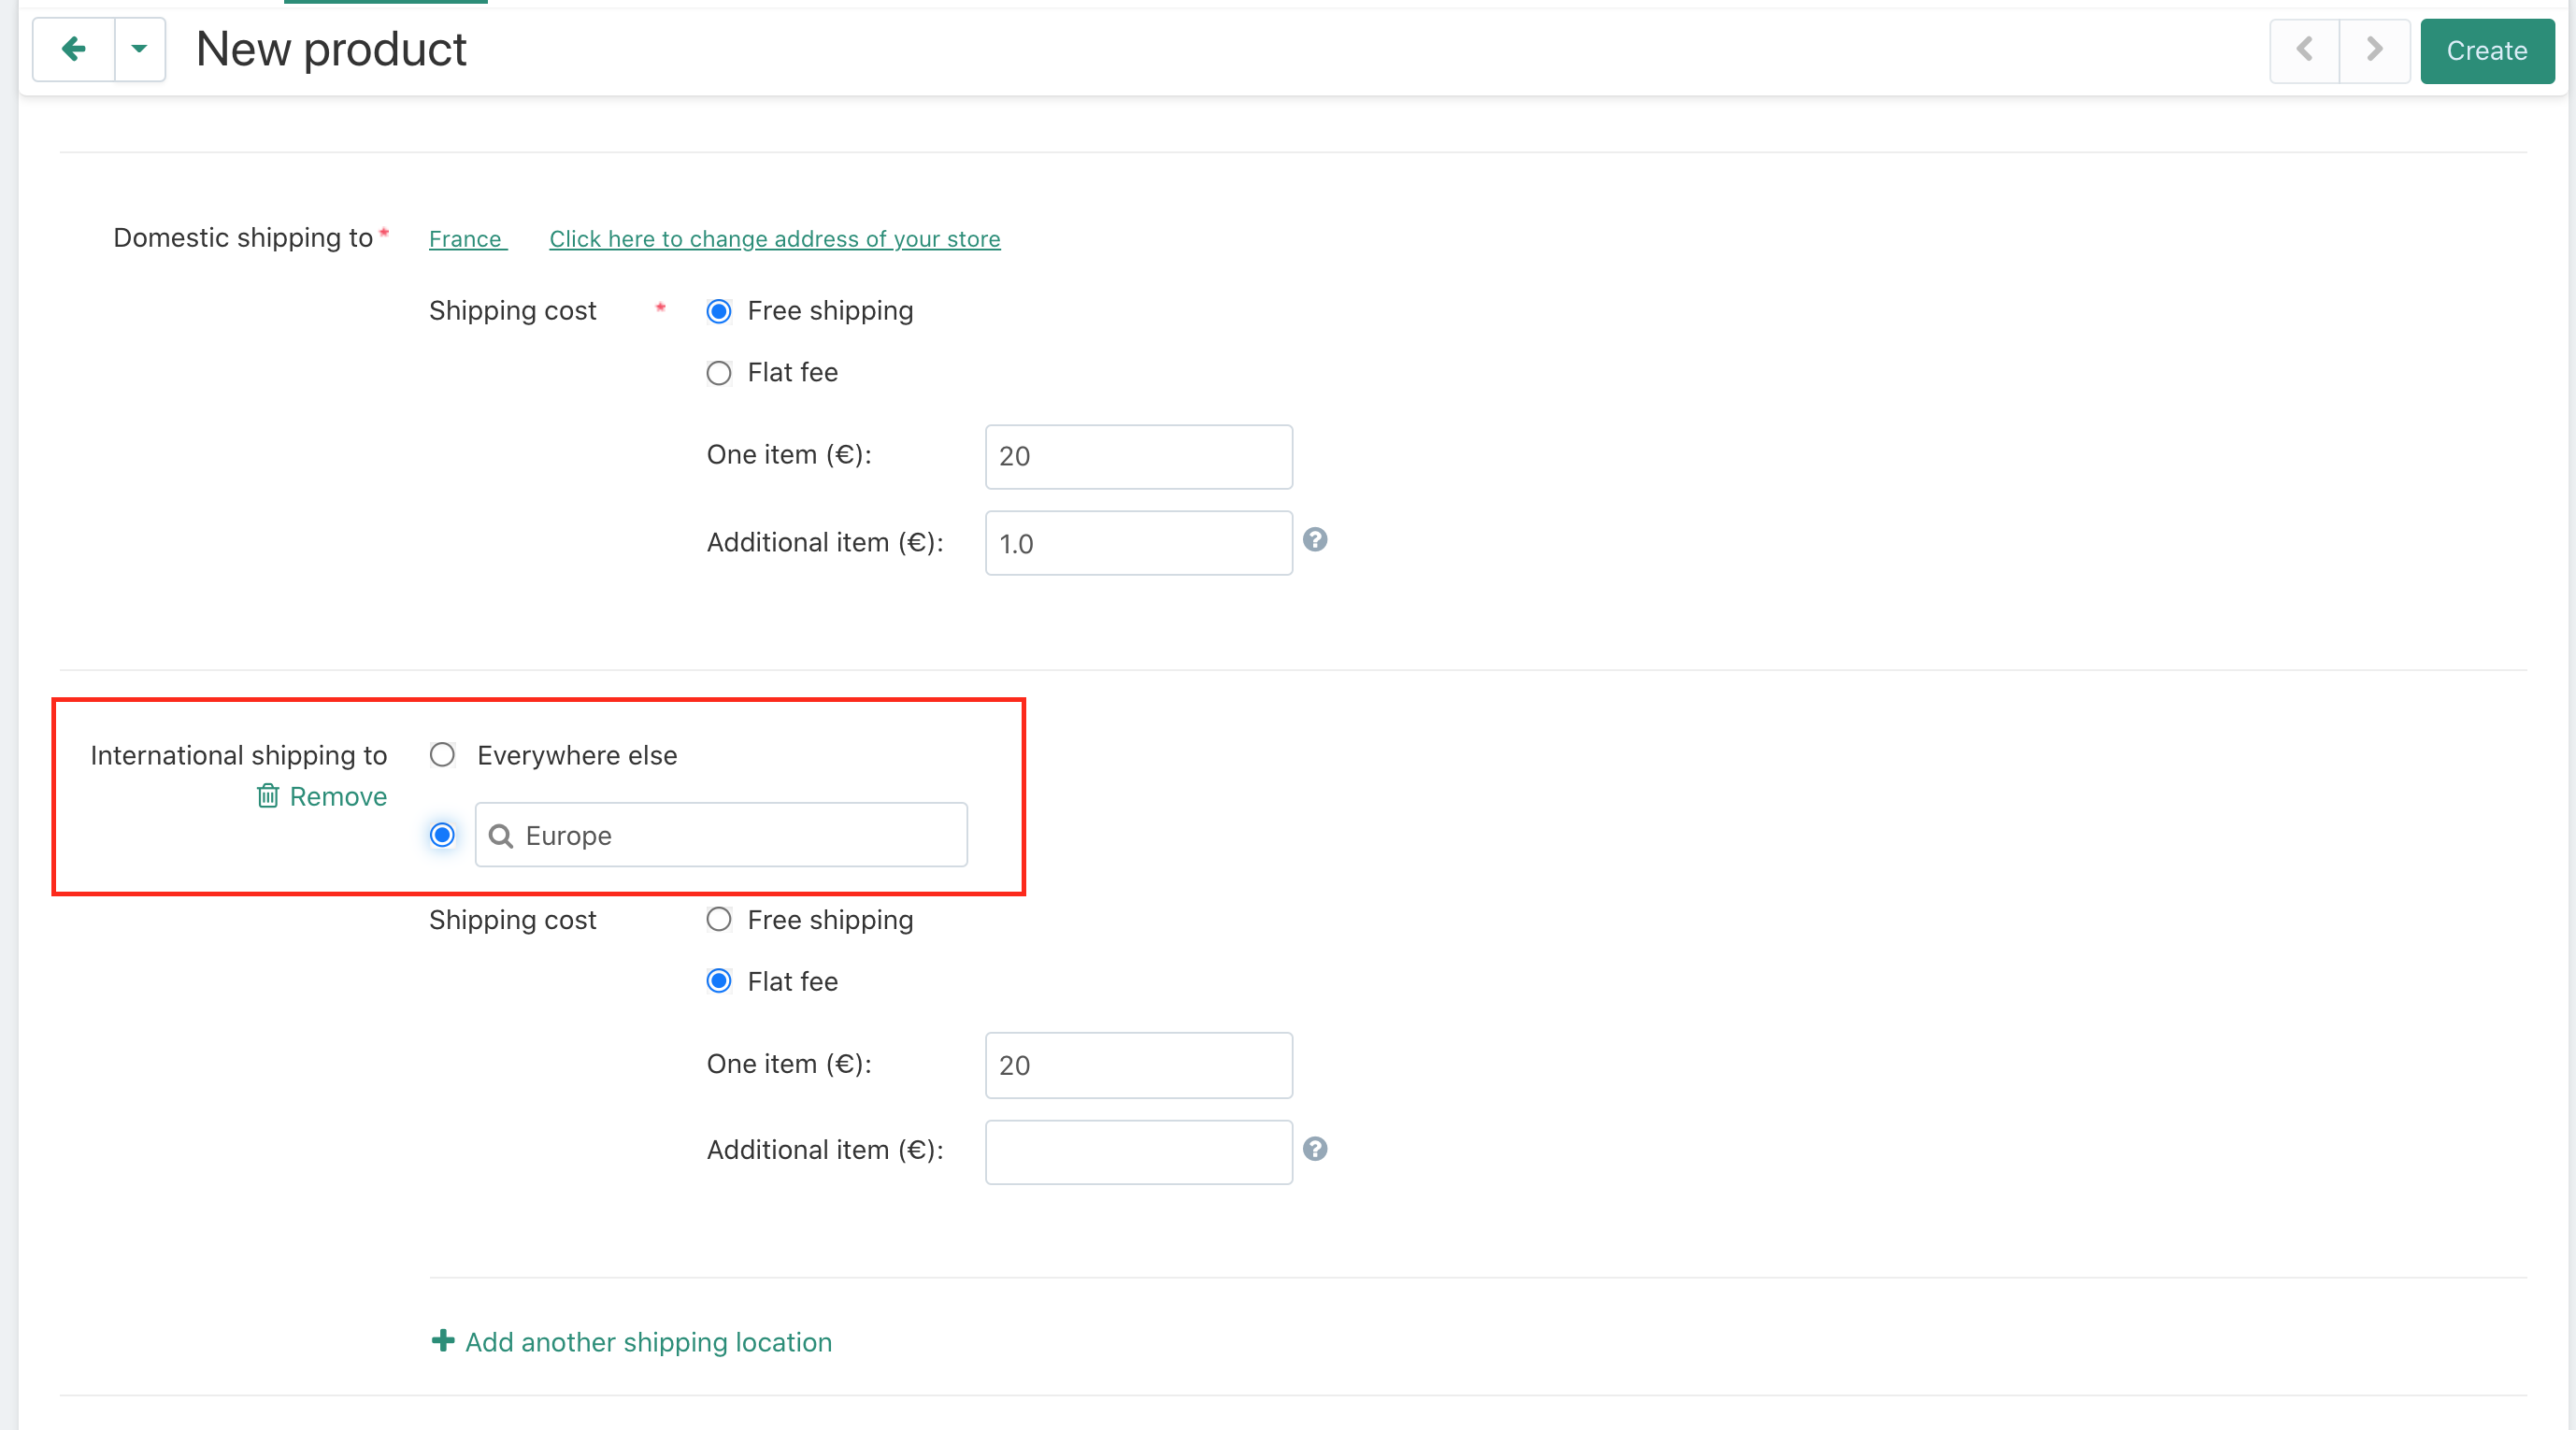 New product
Create
Domestic shipping to * France Click here to change address of your store
Shipping cost * Free shipping
Flat fee
One item (€): 20
Additional item (€): 1.0 ?
International shipping to Everywhere else
Remove
Europe
Shipping cost Free shipping
Flat fee
One item (€): 20
Additional item (€): ?
+ Add another shipping location